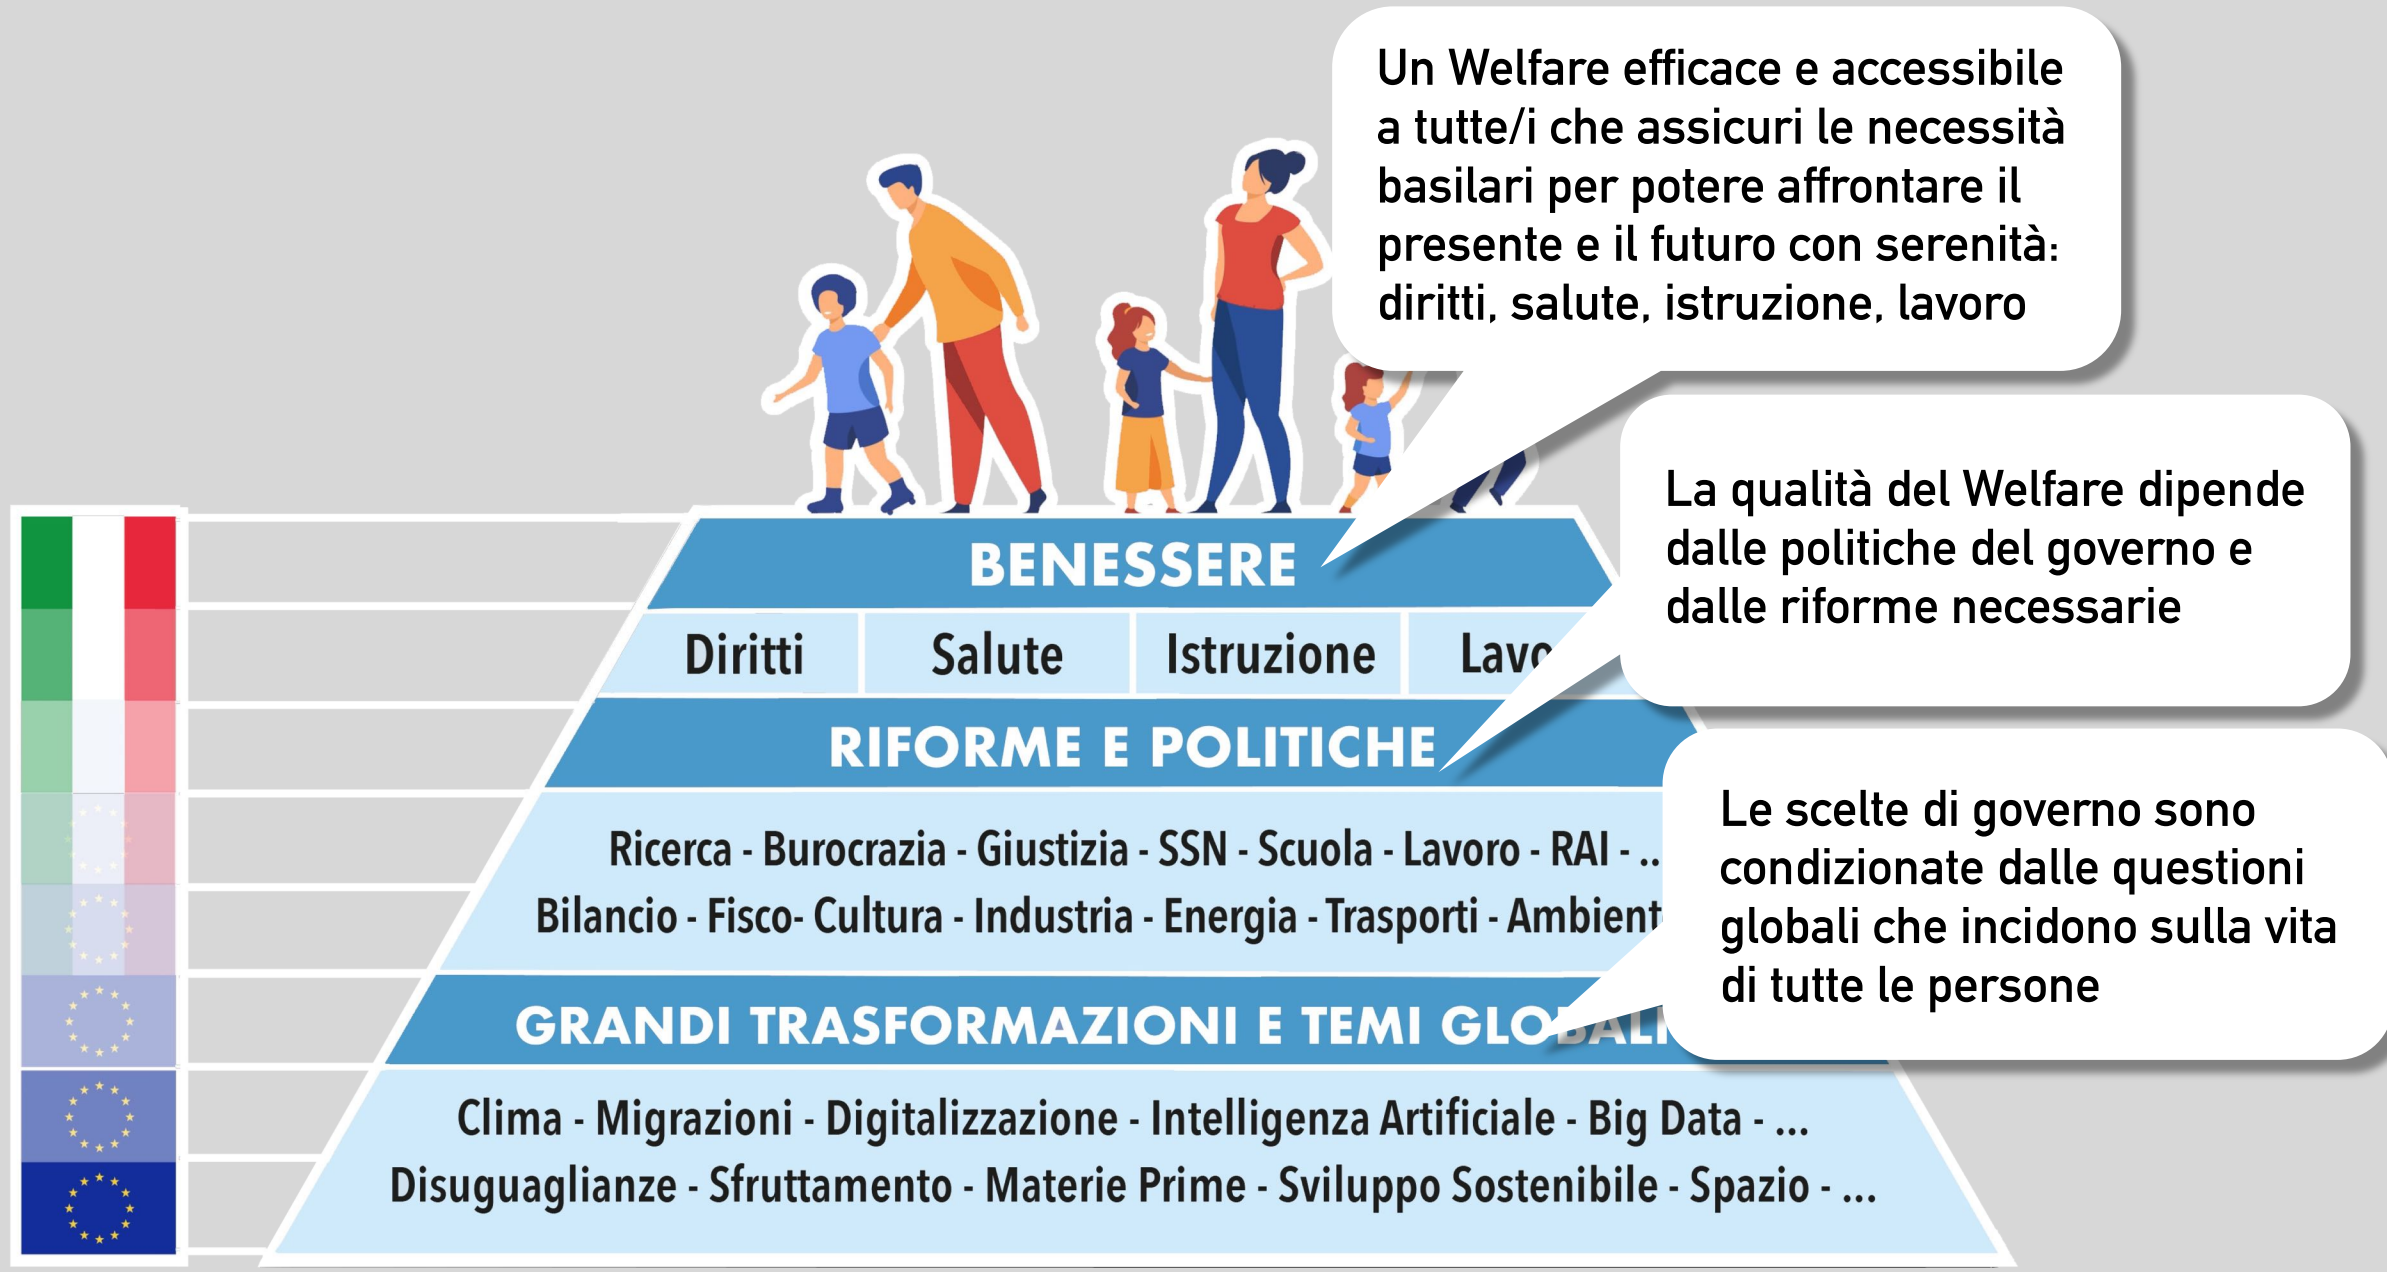 Un Welfare efficace e accessibile
a tutte/i che assicuri le necessità
basilari per potere affrontare il
presente e il futuro con serenità:
diritti, salute, istruzione, lavoro
La qualità del Welfare dipende
dalle politiche del governo e
dalle riforme necessarie
Le scelte di governo sono
condizionate dalle questioni
globali che incidono sulla vita
di tutte le persone
BENESSERE
Diritti Salute Istruzione Lavo
RIFORME E POLITICHE
Ricerca - Burocrazia - Giustizia - SSN - Scuola - Lavoro - RAI - ..
Bilancio - Fisco- Cultura - Industria - Energia - Trasporti - Ambient
GRANDI TRASFORMAZIONI E TEMI GLOBALI
Clima - Migrazioni - Digitalizzazione - Intelligenza Artificiale - Big Data - ...
Disuguaglianze - Sfruttamento - Materie Prime - Sviluppo Sostenibile - Spazio - ...